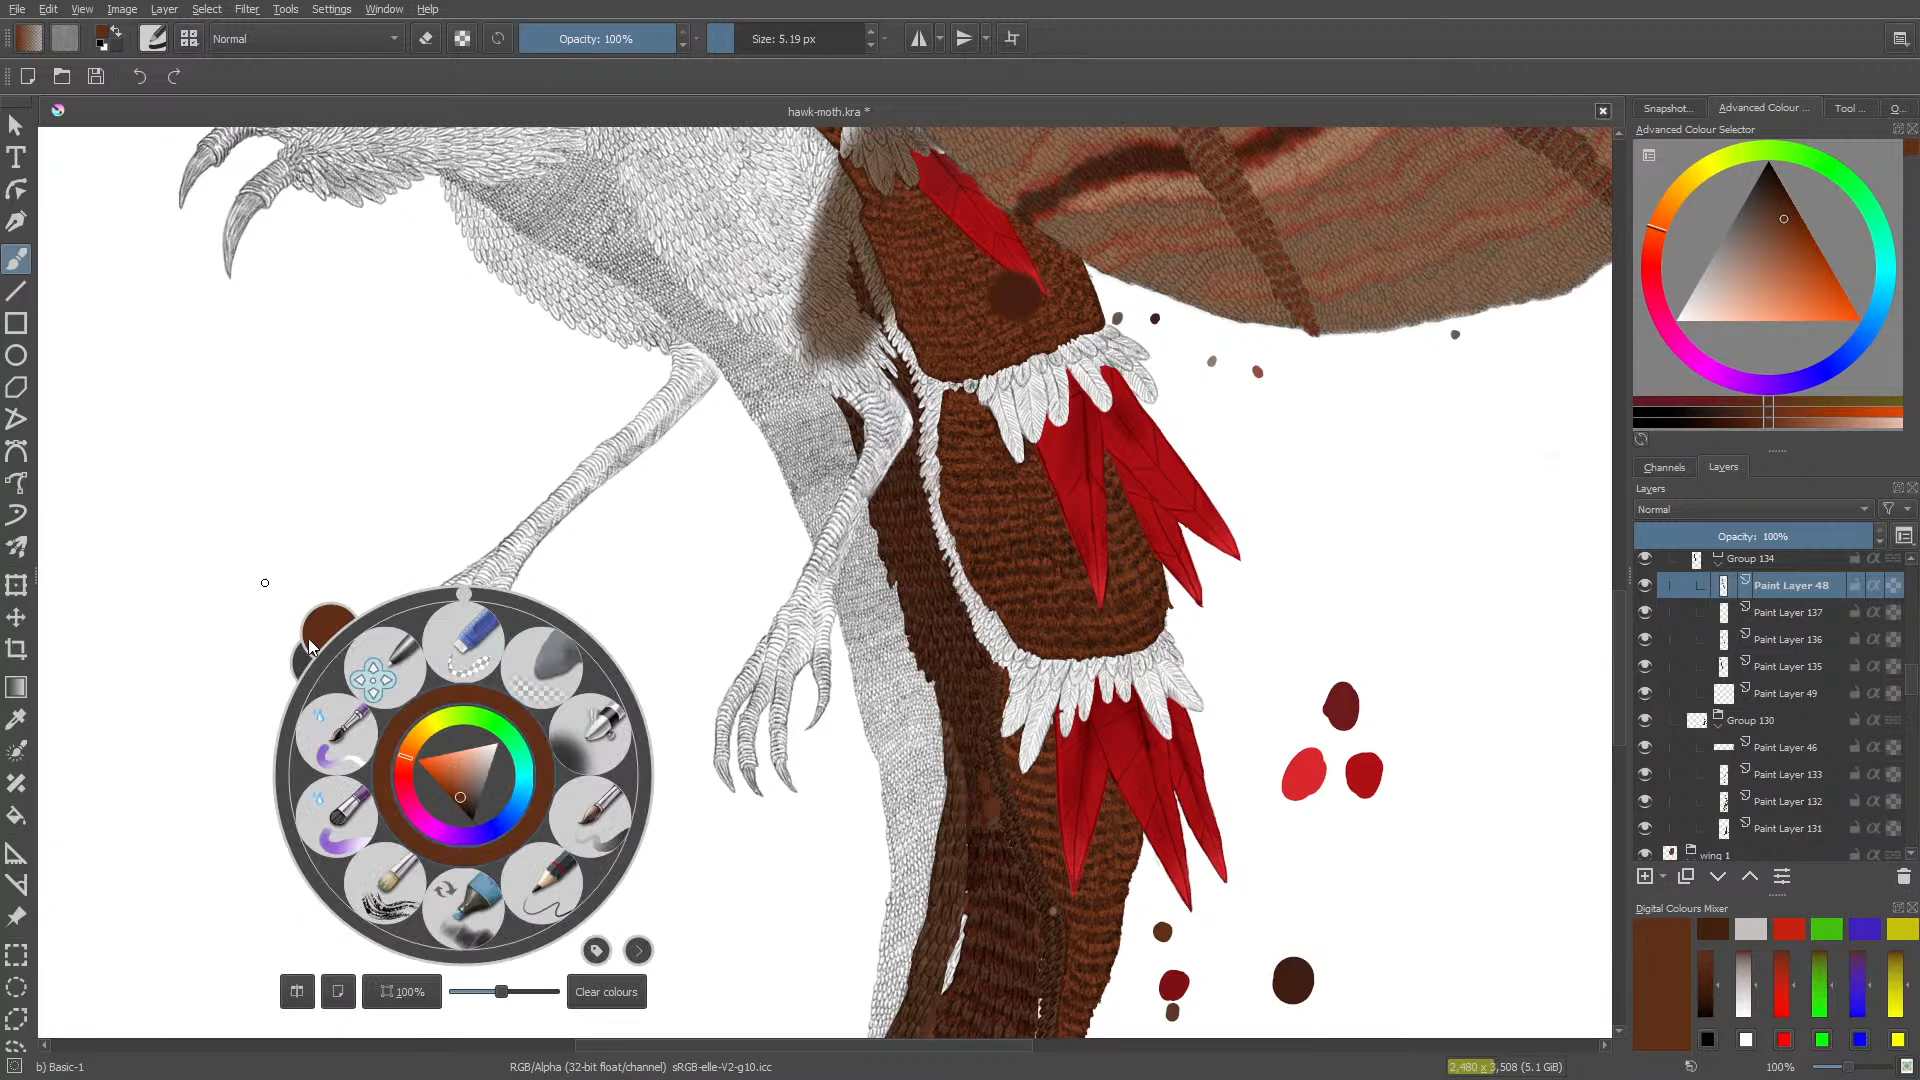 File Edit View Image Layer Select Filter Tools Settings Window Help
Normal Opacity: 100% Size: 5.19 px
hawk-moth.kra *
Snapshot... Advanced Colour ... Tool ... O...
Advanced Colour Selector
Channels Layers
Layers
Normal
Opacity: 100%
Group 134
Paint Layer 48
Paint Layer 137
Paint Layer 136
Paint Layer 135
Paint Layer 49
Group 130
Paint Layer 46
Paint Layer 133
Paint Layer 132
Paint Layer 131
wing 1
Digital Colours Mixer
100% Clear colours
b) Basic-1 RGB/Alpha (32-bit float/channel) sRGB-elle-V2-g10.icc 2,480 x 3,508 (5.1 GiB) 100%